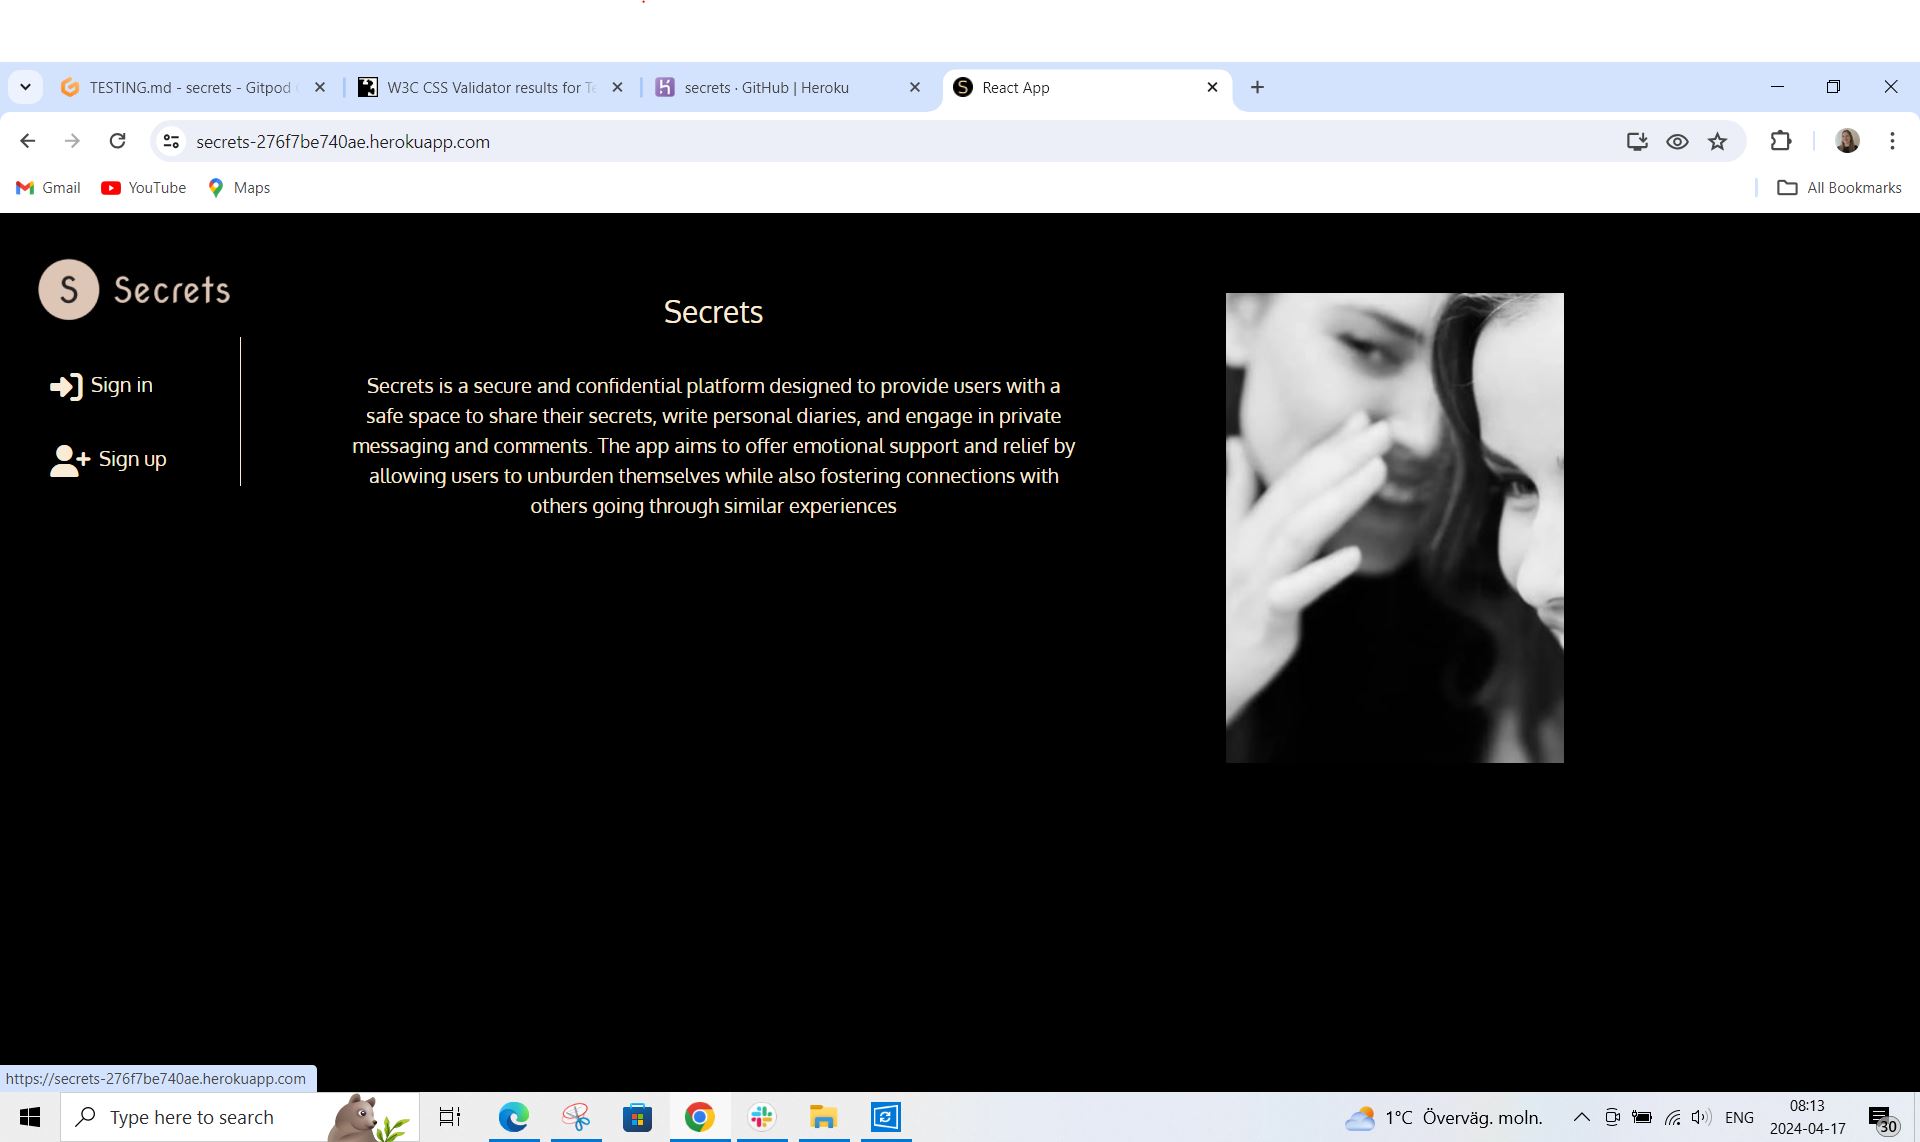 TESTING.md - secrets - Gitpod
W3C CSS Validator results for Te
secrets · GitHub | Heroku
React App
secrets-276f7be740ae.herokuapp.com
Gmail
YouTube
Maps
All Bookmarks
S Secrets
Sign in
Sign up
Secrets
Secrets is a secure and confidential platform designed to provide users with a
safe space to share their secrets, write personal diaries, and engage in private
messaging and comments. The app aims to offer emotional support and relief by
allowing users to unburden themselves while also fostering connections with
others going through similar experiences
https://secrets-276f7be740ae.herokuapp.com
Type here to search
1°C Överväg. moln.
ENG
08:13
2024-04-17
30